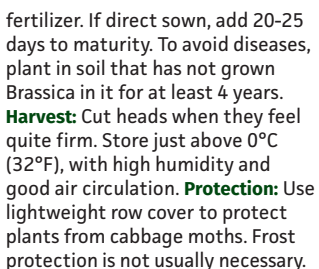 fertilizer. If direct sown, add 20-25
days to maturity. To avoid diseases,
plant in soil that has not grown
Brassica in it for at least 4 years.
Harvest: Cut heads when they feel
quite firm. Store just above 0°C
(32°F), with high humidity and
good air circulation. Protection: Use
lightweight row cover to protect
plants from cabbage moths. Frost
protection is not usually necessary.